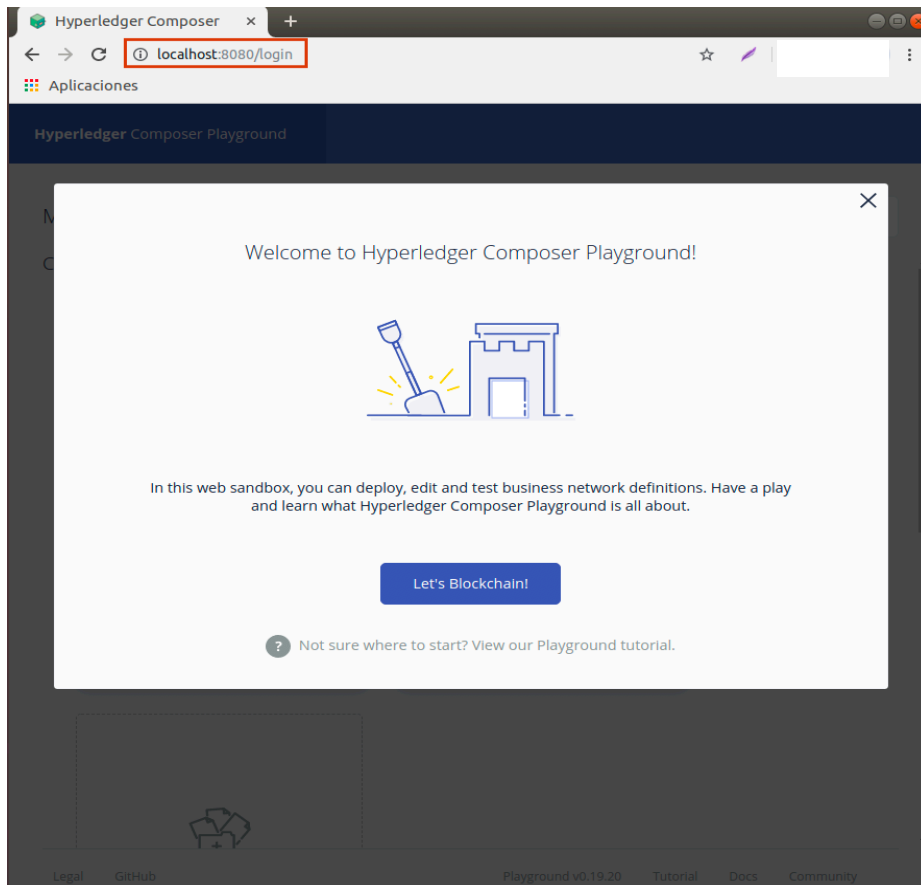 Hyperledger Composer
localhost:8080/login
Aplicaciones
Hyperledger Composer Playground
M
C
Welcome to Hyperledger Composer Playground!
In this web sandbox, you can deploy, edit and test business network definitions. Have a play
and learn what Hyperledger Composer Playground is all about.
Let's Blockchain!
? Not sure where to start? View our Playground tutorial.
Legal GitHub Playground v0.19.20 Tutorial Docs Community